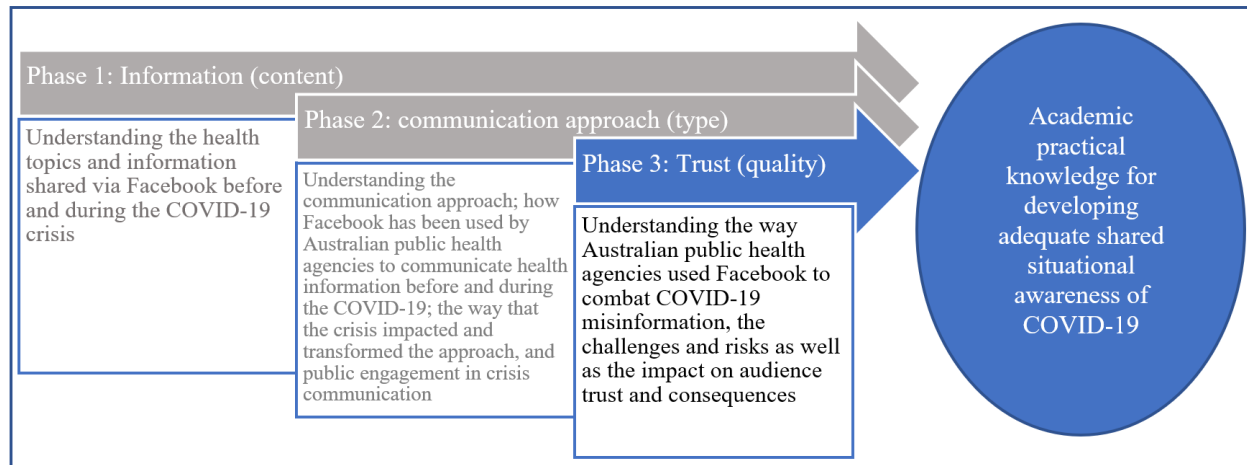 Phase 1: Information (content)
Understanding the health
topics and information
shared via Facebook before
and during the COVID-19
crisis
Phase 2: communication approach (type)
Understanding the
communication approach; how
Facebook has been used by
Australian public health
agencies to communicate health
information before and during
the COVID-19; the way that
the crisis impacted and
transformed the approach, and
public engagement in crisis
communication
Phase 3: Trust (quality)
Understanding the way
Australian public health
agencies used Facebook to
combat COVID-19
misinformation, the
challenges and risks as well
as the impact on audience
trust and consequences
Academic
practical
knowledge for
developing
adequate shared
situational
awareness of
COVID-19